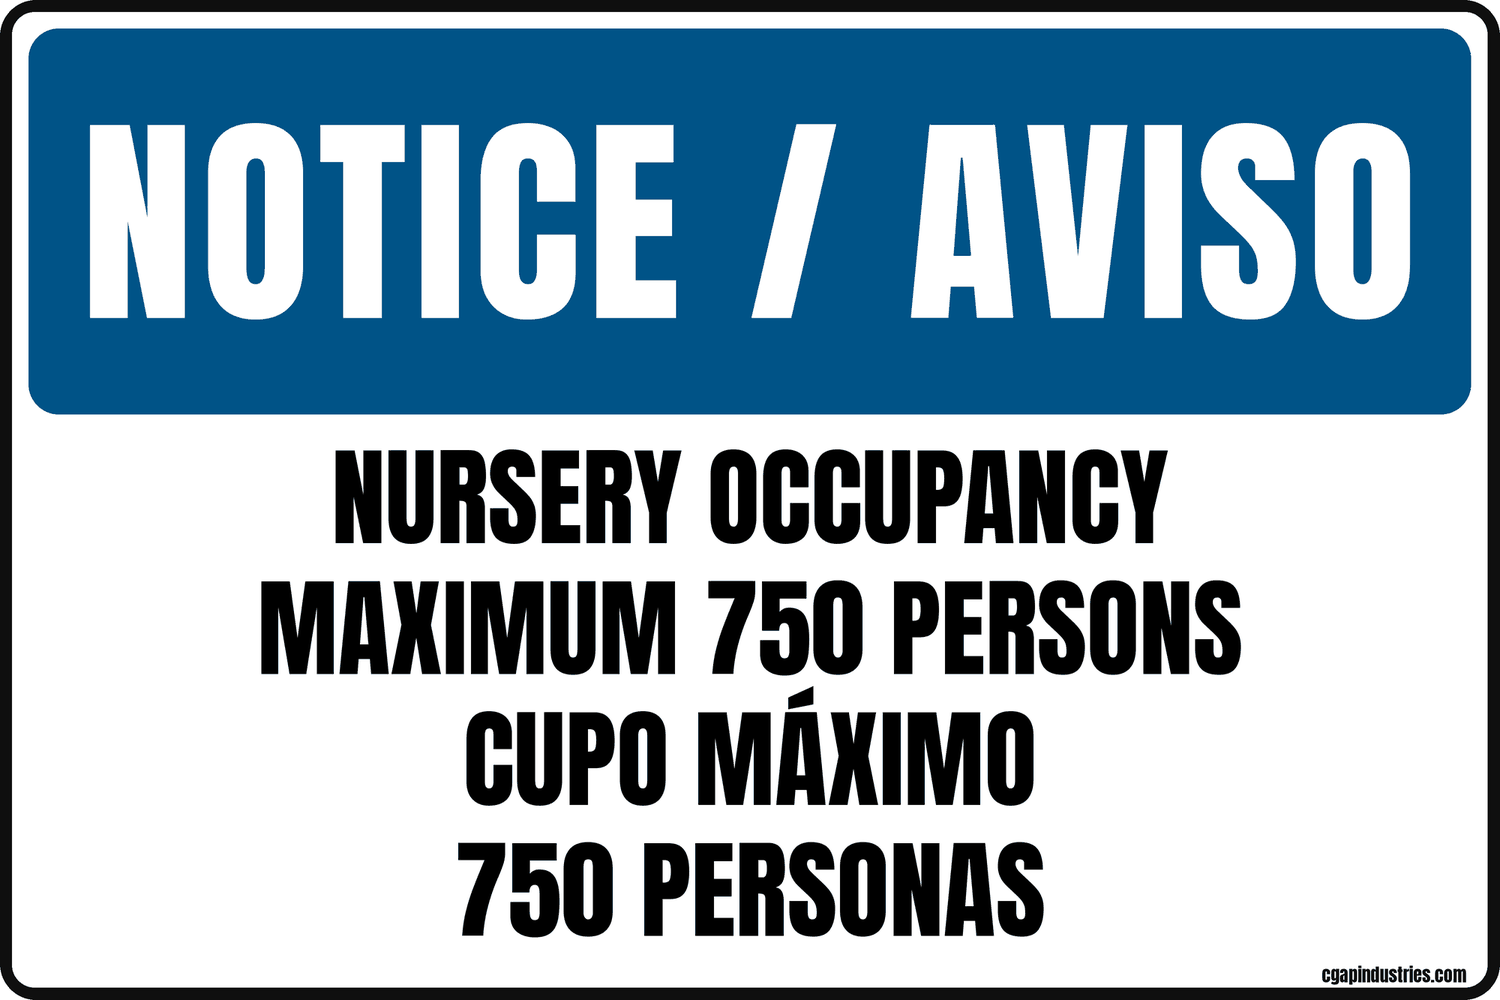 NOTICE / AVISO
NURSERY OCCUPANCY
MAXIMUM 750 PERSONS
CUPO MÁXIMO
750 PERSONAS
cgapindustries.com